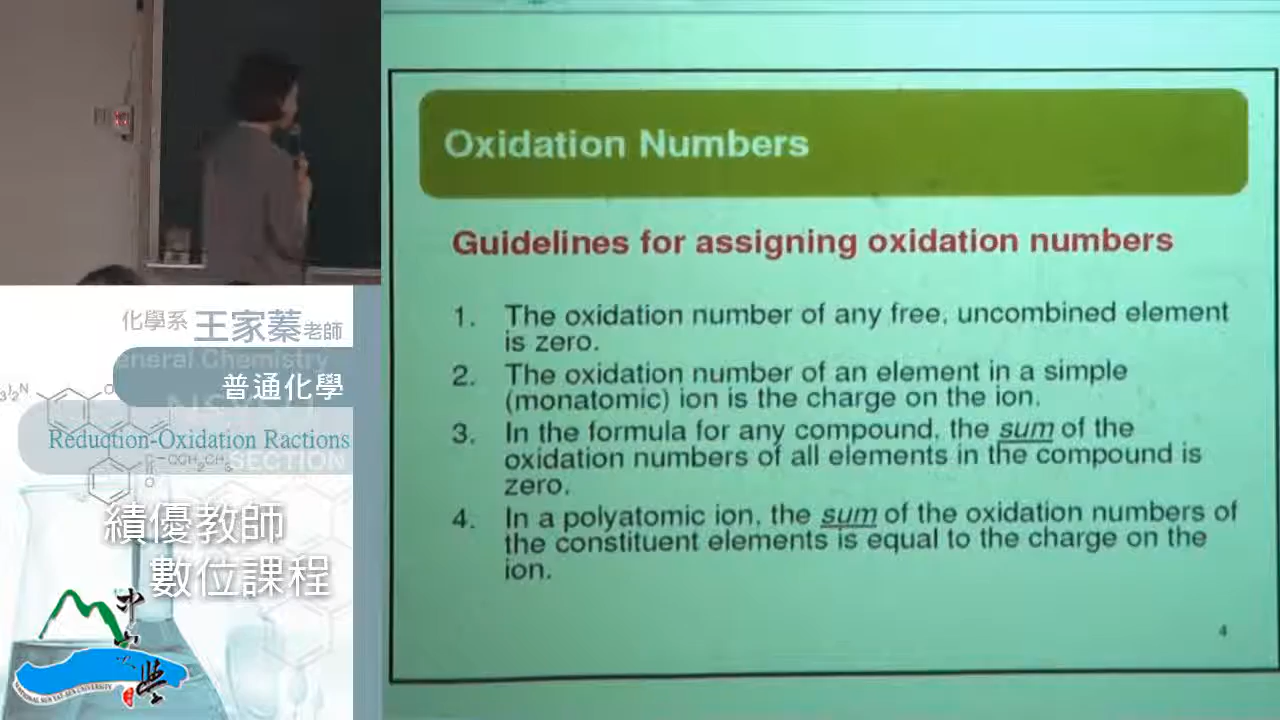 化學系 王家蓁老師
General Chemistry
普通化學
Reduction-Oxidation Ractions
SECTION
績優教師
數位課程
中山大學
NATIONAL SUN YAT-SEN UNIVERSITY
Oxidation Numbers
Guidelines for assigning oxidation numbers
1. The oxidation number of any free, uncombined element
is zero.
2. The oxidation number of an element in a simple
(monatomic) ion is the charge on the ion.
3. In the formula for any compound, the sum of the
oxidation numbers of all elements in the compound is
zero.
4. In a polyatomic ion, the sum of the oxidation numbers of
the constituent elements is equal to the charge on the
ion.
4